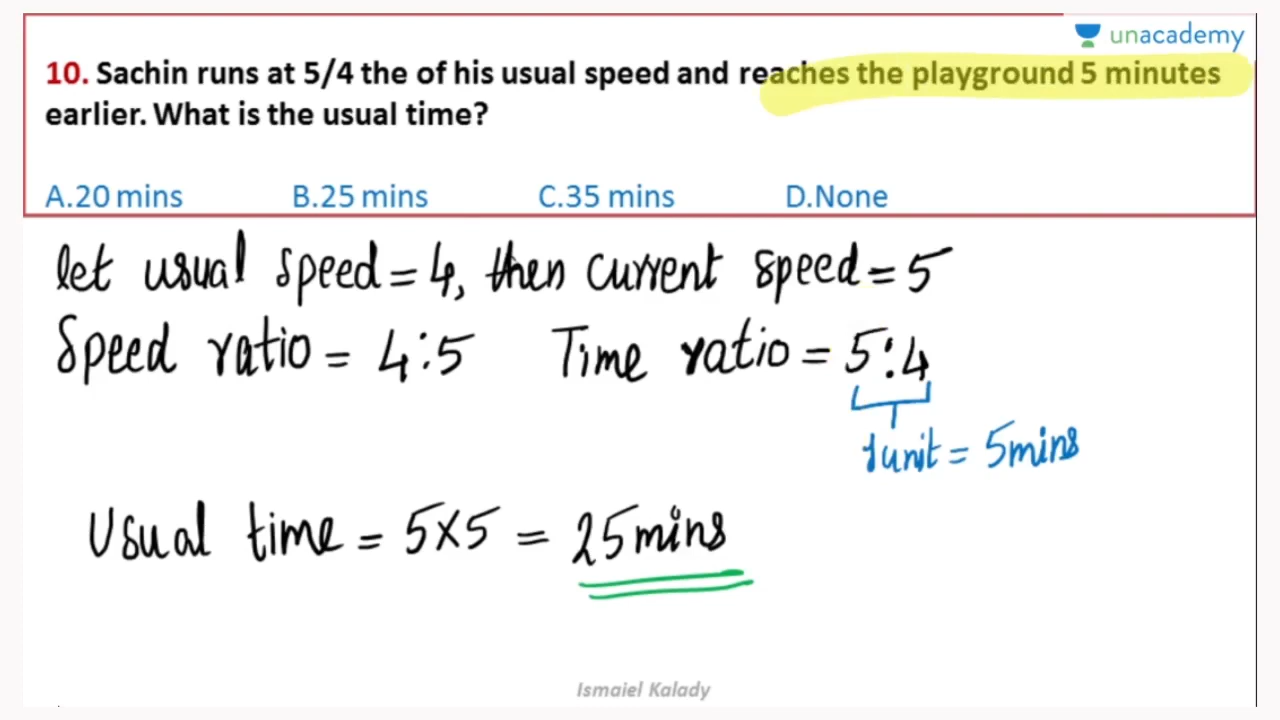 unacademy
10. Sachin runs at 5/4 the of his usual speed and reaches the playground 5 minutes
earlier. What is the usual time?
A.20 mins B.25 mins C.35 mins D.None
let usual speed = 4, then current speed = 5
Speed ratio = 4:5 Time ratio = 5:4
1unit = 5mins
Usual time = 5×5 = 25mins
Ismaiel Kalady